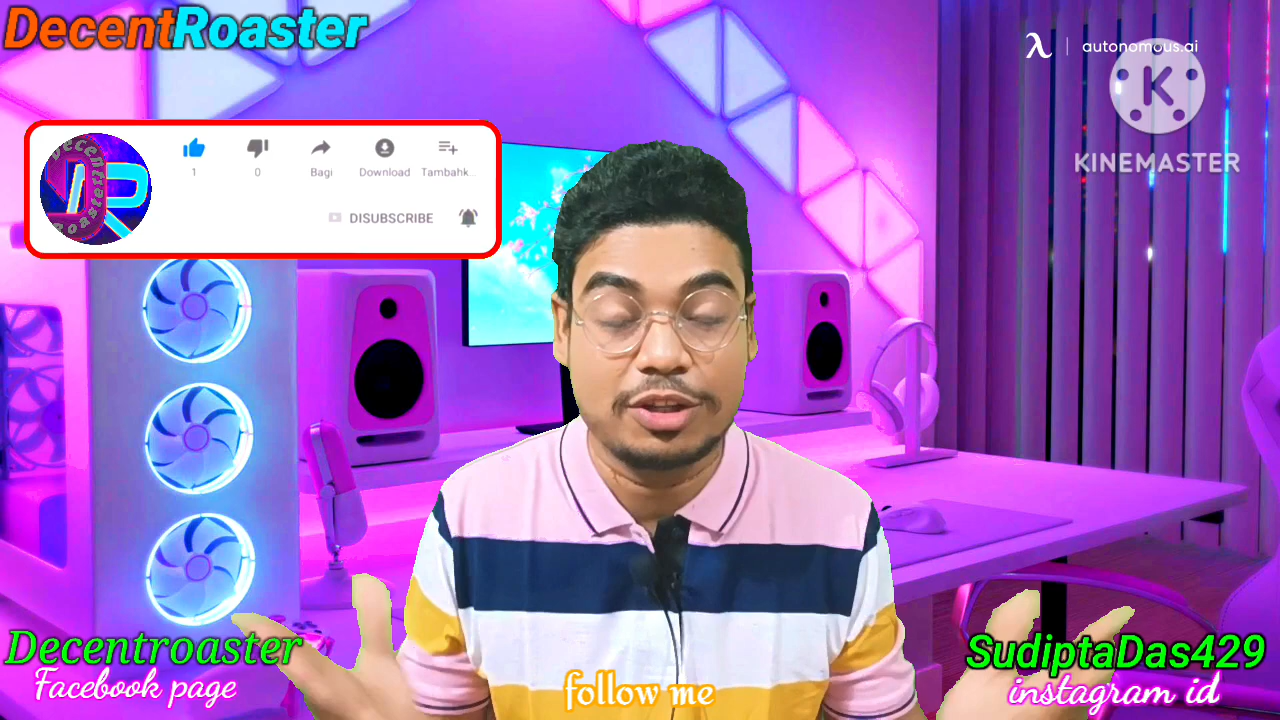 DecentRoaster
autonomous.ai
K
KINEMASTER
1
0
Bagi
Download
Tambahk...
DISUBSCRIBE
Decentroaster
Facebook page
follow me
SudiptaDas429
instagram id